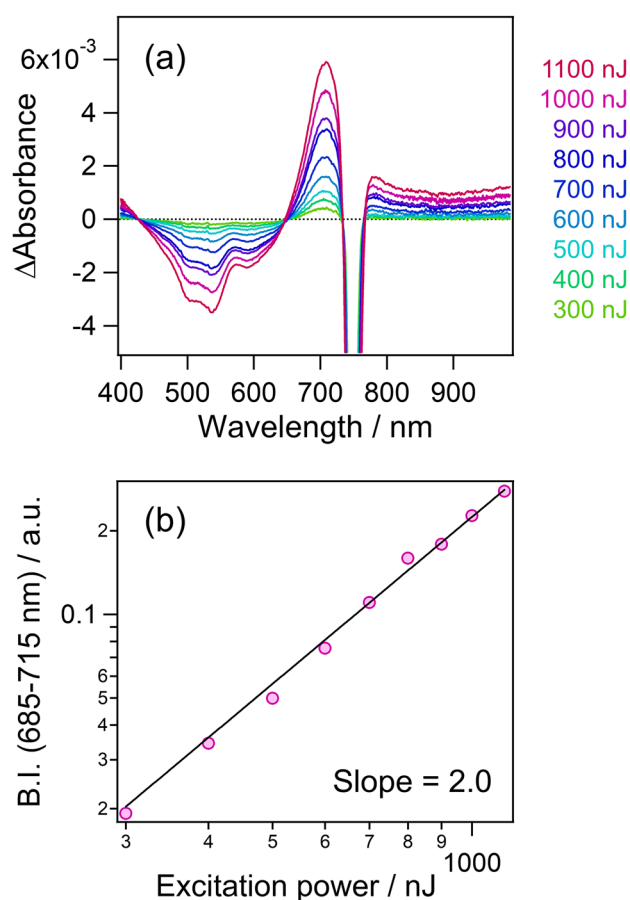 (a)
6x10⁻³
4
2
0
-2
-4
ΔAbsorbance
400 500 600 700 800 900
Wavelength / nm
1100 nJ
1000 nJ
900 nJ
800 nJ
700 nJ
600 nJ
500 nJ
400 nJ
300 nJ
(b)
2
0.1
6
5
4
3
2
B.I. (685-715 nm) / a.u.
Slope = 2.0
3 4 5 6 7 8 9 1000
Excitation power / nJ